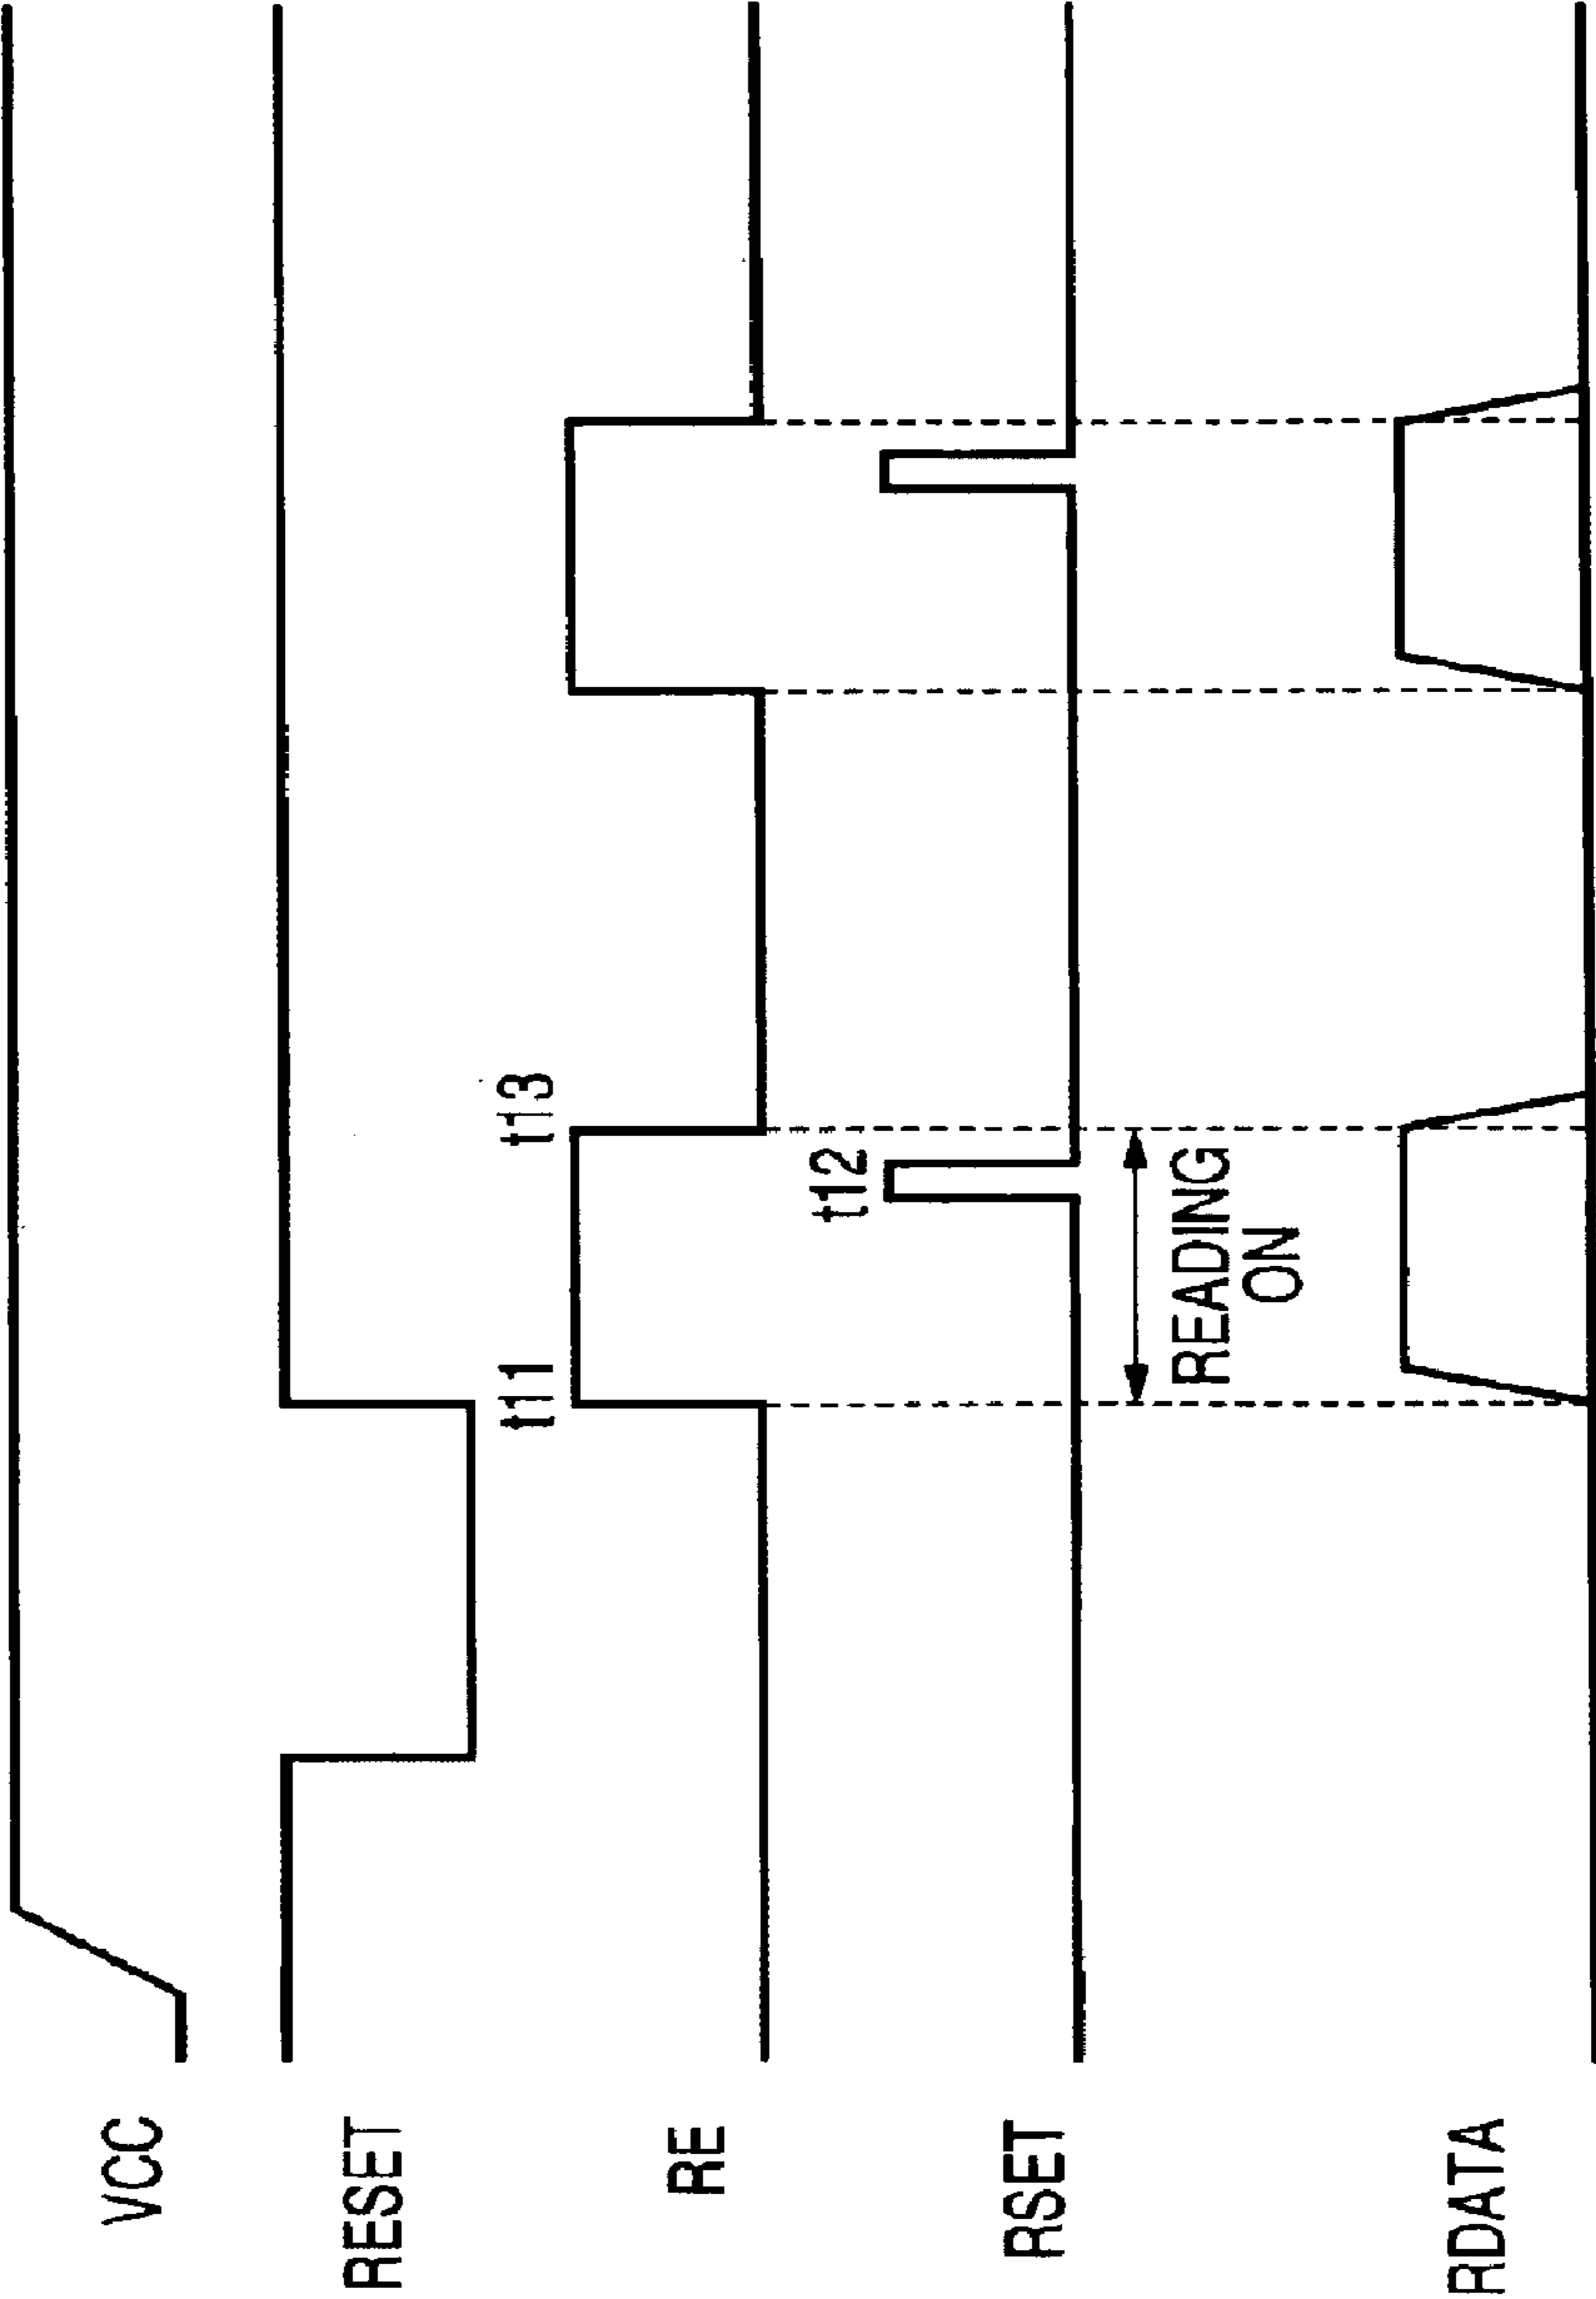 VCC
RESET
t11
t13
RE
t12
RSET
READING
ON
RDATA